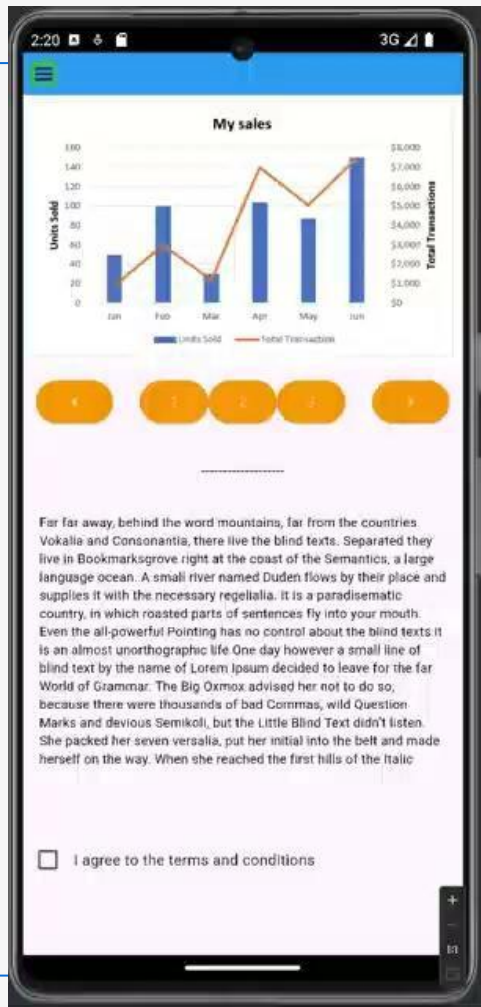 2:20
3G
My sales
Units Sold
160
140
120
100
80
60
40
20
0
$8,000
$7,000
$6,000
$5,000
$4,000
$3,000
$2,000
$1,000
$0
Total Transactions
Jan Feb Mar Apr May Jun
Units Sold Total Transaction
< 1 2 3 >
-------------------
Far far away, behind the word mountains, far from the countries
Vokalia and Consonantia, there live the blind texts. Separated they
live in Bookmarksgrove right at the coast of the Semantics, a large
language ocean. A small river named Duden flows by their place and
supplies it with the necessary regelialia. It is a paradisematic
country, in which roasted parts of sentences fly into your mouth.
Even the all-powerful Pointing has no control about the blind texts it
is an almost unorthographic life One day however a small line of
blind text by the name of Lorem Ipsum decided to leave for the far
World of Grammar. The Big Oxmox advised her not to do so,
because there were thousands of bad Commas, wild Question
Marks and devious Semikoli, but the Little Blind Text didn't listen.
She packed her seven versalia, put her initial into the belt and made
herself on the way. When she reached the first hills of the Italic
I agree to the terms and conditions
+
-
1:1